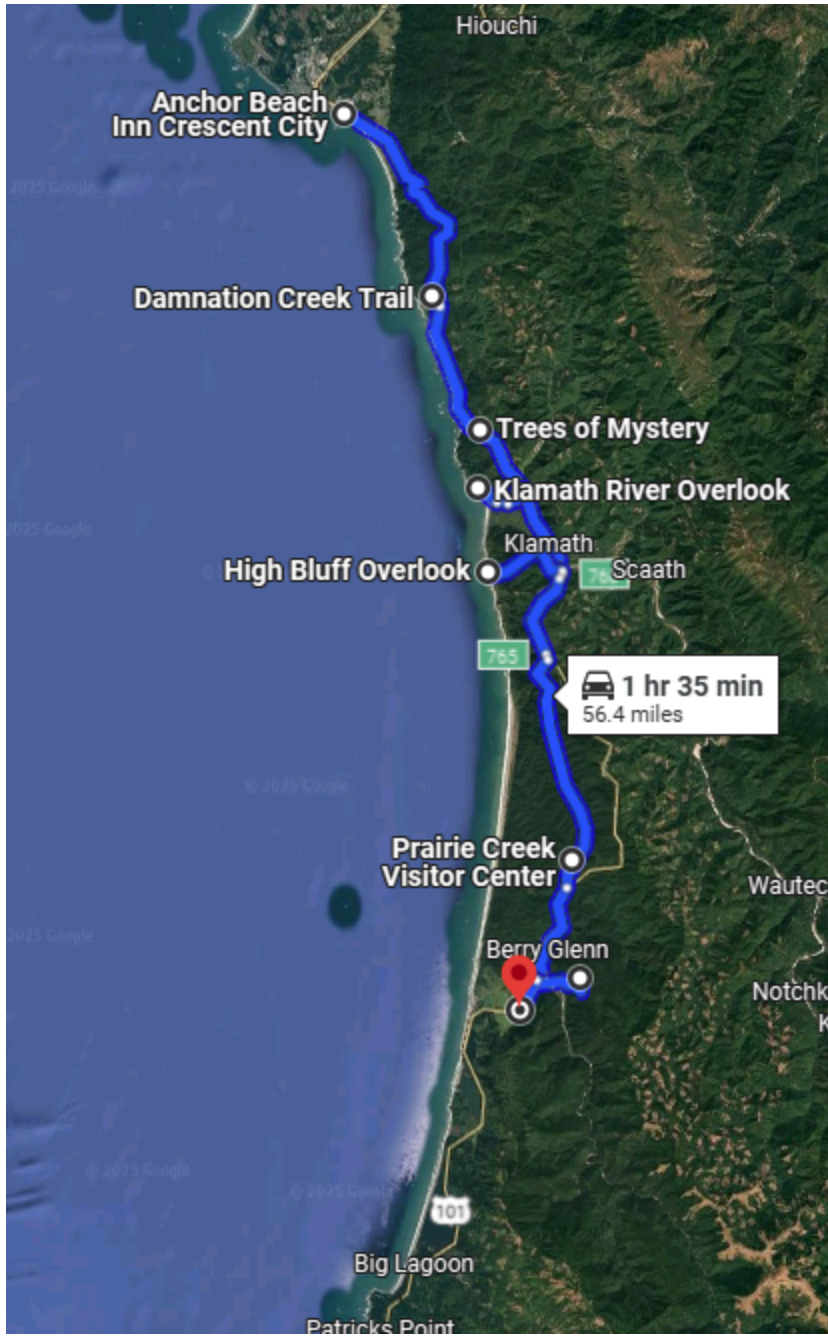 Hiouchi
Anchor Beach
Inn Crescent City
2025 Google
Damnation Creek Trail
Trees of Mystery
Klamath River Overlook
2025 Google
Klamath
High Bluff Overlook
Scaath
765
1 hr 35 min
56.4 miles
© 2025 Google
Prairie Creek
Visitor Center
Wautec
2025 Google
Berry Glenn
Notchk
K
© 2025 Google
© 2025 Google
101
Big Lagoon
Patricks Point